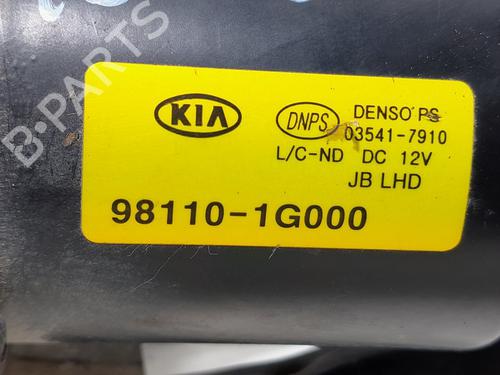 B-PARTS
KIA
DNPS
DENSO PS
03541-7910
L/C-ND DC 12V
JB LHD
98110-1G000